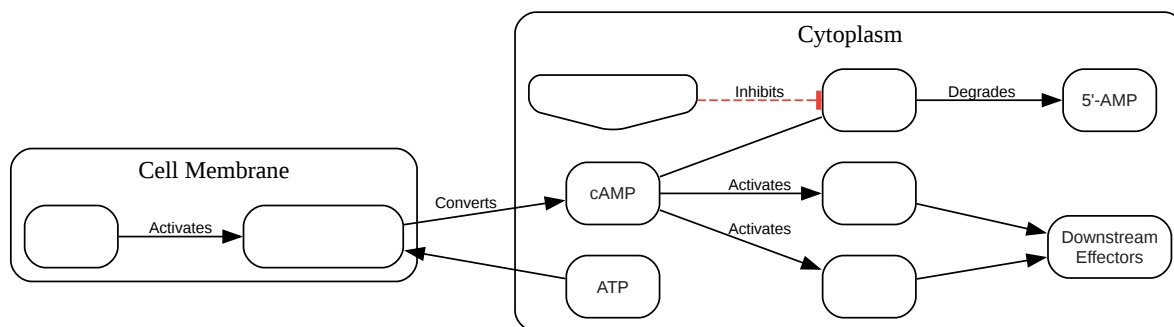 Cytoplasm
Inhibits
Degrades
5'-AMP
Cell Membrane
Activates
Converts
cAMP
Activates
Activates
Downstream
Effectors
ATP